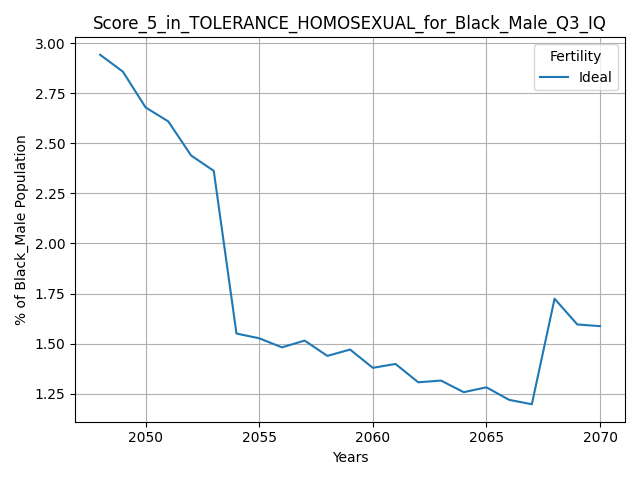 Score_5_in_TOLERANCE_HOMOSEXUAL_for_Black_Male_Q3_IQ
Fertility
Ideal
% of Black_Male Population
3.00
2.75
2.50
2.25
2.00
1.75
1.50
1.25
2050 2055 2060 2065 2070
Years